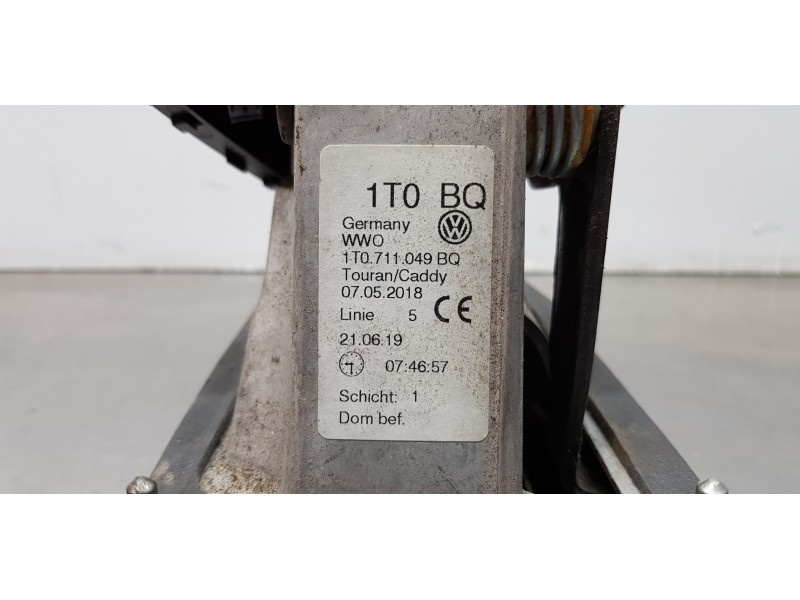 1T0 BQ
Germany
WWO
1T0.711.049 BQ
Touran/Caddy
07.05.2018
Linie 5 CE
21.06.19
07:46:57
Schicht: 1
Dom bef.